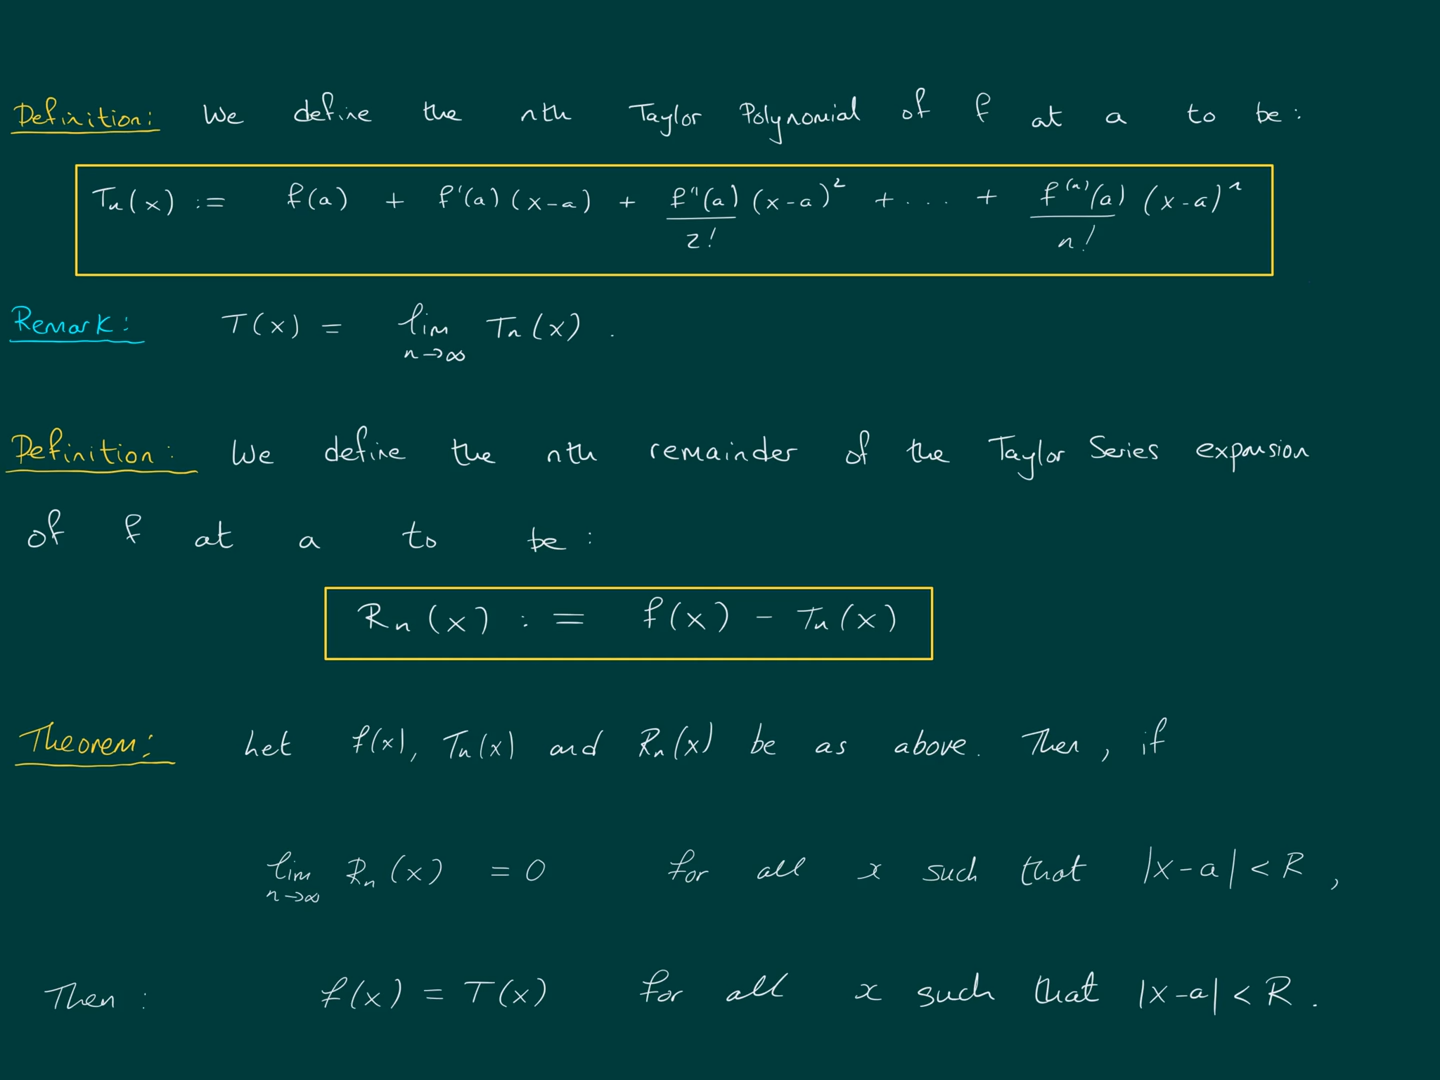 Definition: We define the nth Taylor Polynomial of f at a to be:
Tn(x) := f(a) + f'(a)(x-a) + f''(a)/2! (x-a)² + ... + f⁽ⁿ⁾(a)/n! (x-a)ⁿ
Remark: T(x) = lim n→∞ Tn(x).
Definition: We define the nth remainder of the Taylor Series expansion
of f at a to be:
Rn(x) := f(x) - Tn(x)
Theorem: Let f(x), Tn(x) and Rn(x) be as above. Then, if
lim n→∞ Rn(x) = 0 for all x such that |x-a| < R,
Then: f(x) = T(x) for all x such that |x-a| < R.